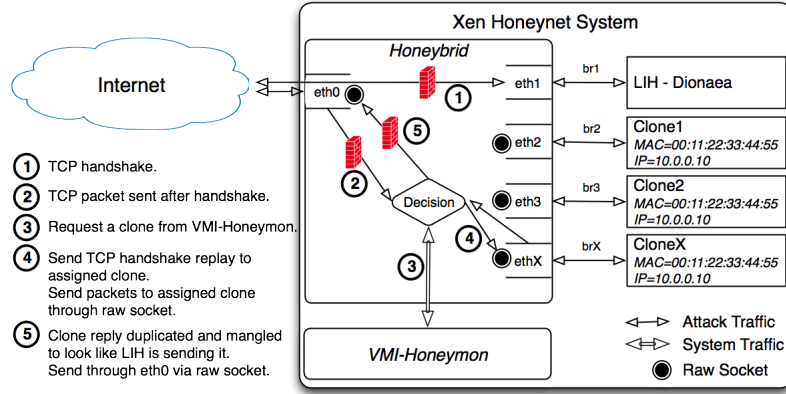 Xen Honeynet System
Honeybrid
Internet
eth0
1
eth1
br1
LIH - Dionaea
5
eth2
br2
Clone1
MAC=00:11:22:33:44:55
IP=10.0.0.10
2
Decision
eth3
br3
Clone2
MAC=00:11:22:33:44:55
IP=10.0.0.10
4
ethX
brX
CloneX
MAC=00:11:22:33:44:55
IP=10.0.0.10
3
VMI-Honeymon
1 TCP handshake.
2 TCP packet sent after handshake.
3 Request a clone from VMI-Honeymon.
4 Send TCP handshake replay to
assigned clone.
Send packets to assigned clone
through raw socket.
5 Clone reply duplicated and mangled
to look like LIH is sending it.
Send through eth0 via raw socket.
Attack Traffic
System Traffic
Raw Socket